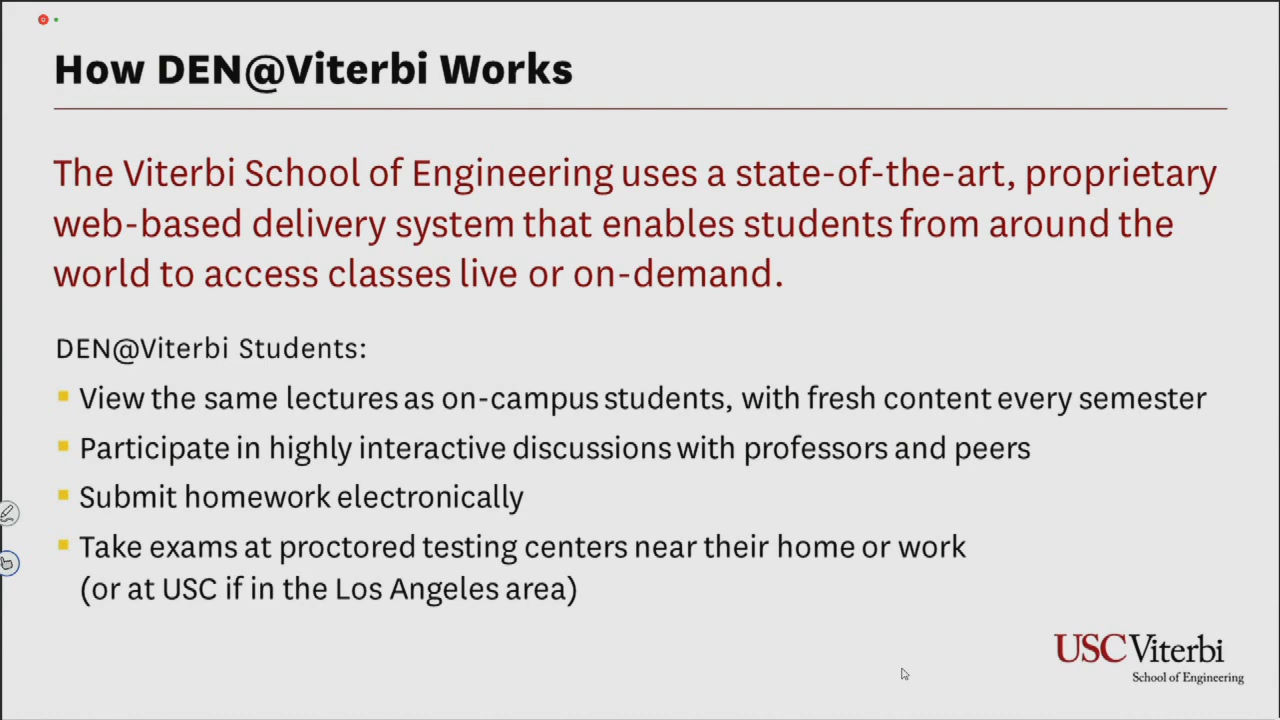 How DEN@Viterbi Works
The Viterbi School of Engineering uses a state-of-the-art, proprietary
web-based delivery system that enables students from around the
world to access classes live or on-demand.
DEN@Viterbi Students:
View the same lectures as on-campus students, with fresh content every semester
Participate in highly interactive discussions with professors and peers
Submit homework electronically
Take exams at proctored testing centers near their home or work
(or at USC if in the Los Angeles area)
USC Viterbi
School of Engineering